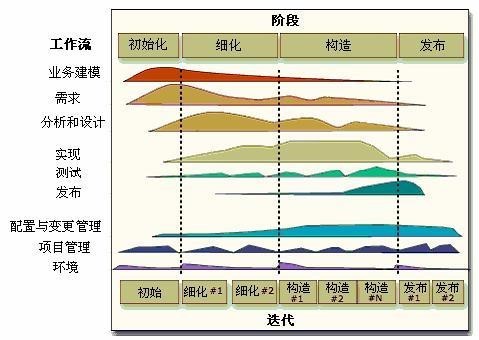 阶段
工作流 初始化 细化 构造 发布
业务建模
需求
分析和设计
实现
测试
发布
配置与变更管理
项目管理
环境
初始 细化#1 细化#2 构造#1 构造#2 构造#N 发布#1 发布#2
迭代